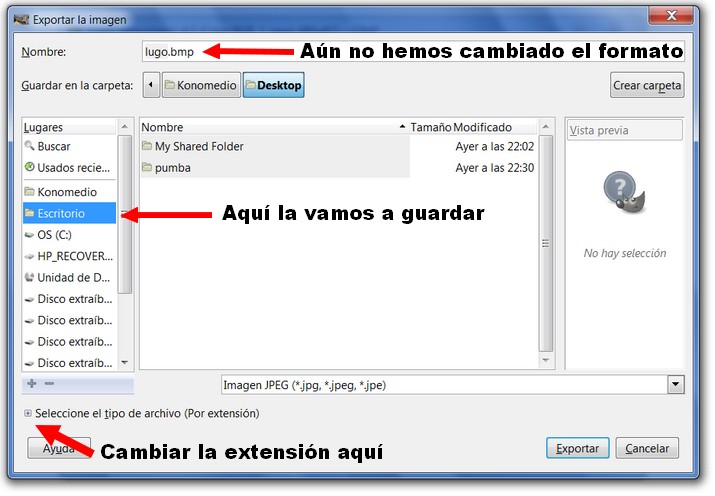 Exportar la imagen
Nombre: lugo.bmp Aún no hemos cambiado el formato
Guardar en la carpeta: Konomedio Desktop Crear carpeta
Lugares Nombre Tamaño Modificado Vista previa
Buscar My Shared Folder Ayer a las 22:02
Usados recie... pumba Ayer a las 22:30
Konomedio
Escritorio Aquí la vamos a guardar
OS (C:)
HP_RECOVER... No hay selección
Unidad de D...
Disco extraíb...
Disco extraíb...
Disco extraíb...
Disco extraíb...
Imagen JPEG (*.jpg, *.jpeg, *.jpe)
Seleccione el tipo de archivo (Por extensión)
Ayuda Cambiar la extensión aquí Exportar Cancelar